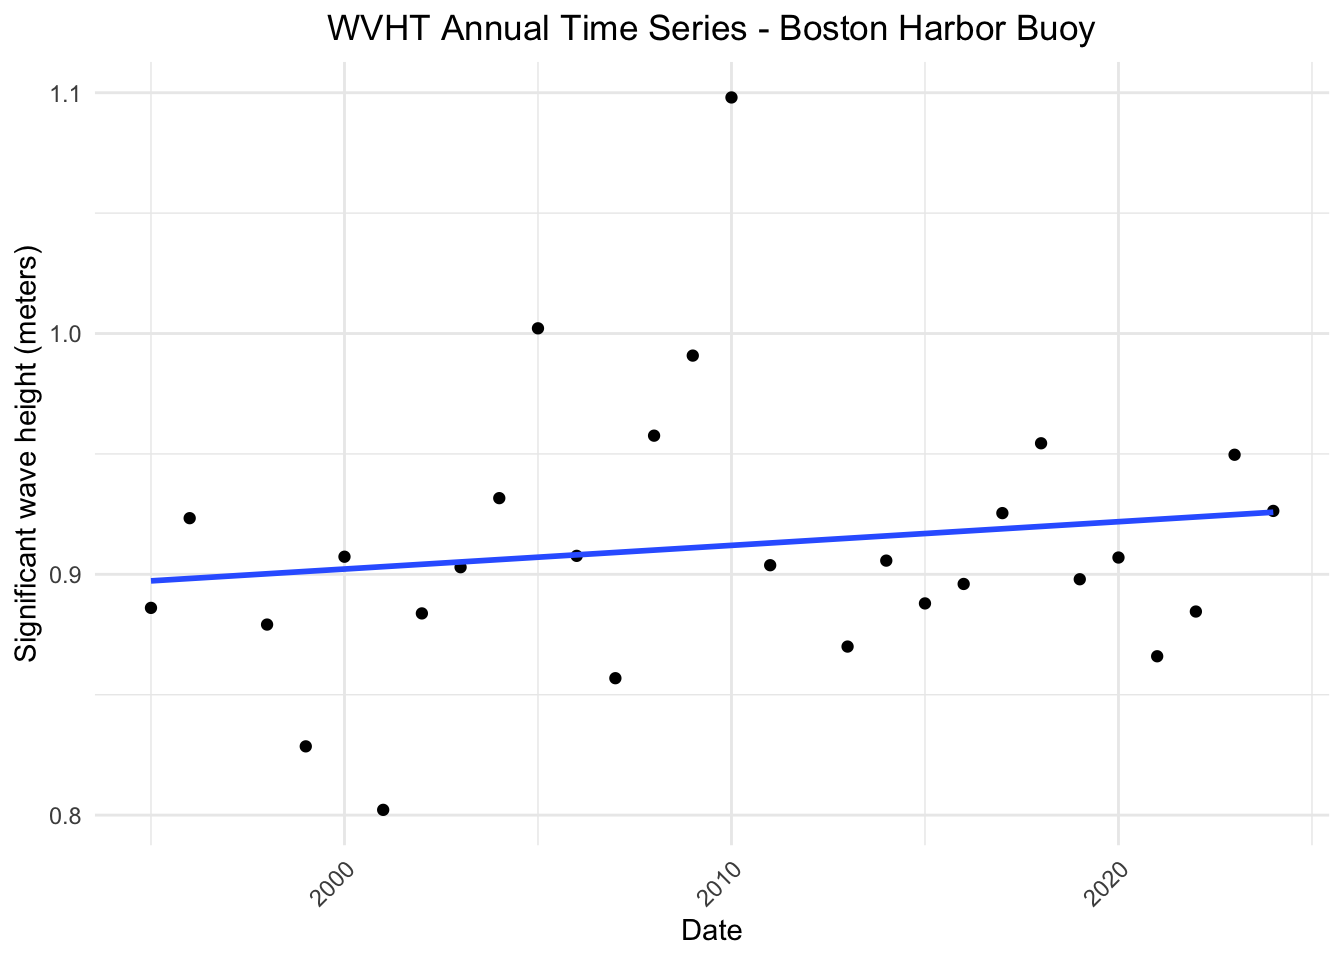 WVHT Annual Time Series - Boston Harbor Buoy
Significant wave height (meters)
1.1
1.0
0.9
0.8
2000
2010
2020
Date